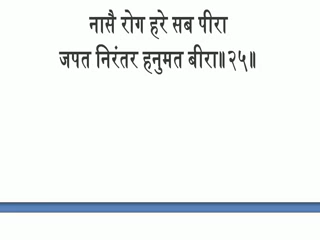 नासै रोग हरे सब पीरा
जपत निरंतर हनुमत बीरा॥२५॥